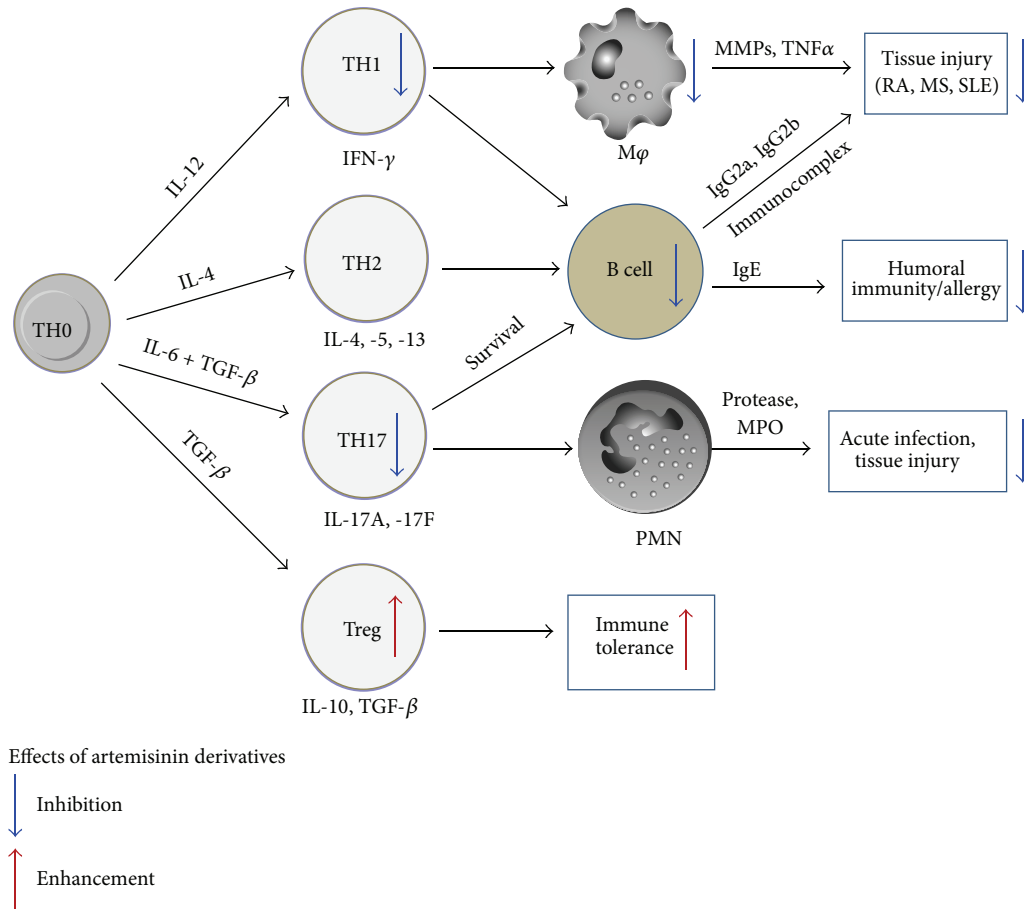 TH0
IL-12
IL-4
IL-6 + TGF-β
TGF-β
TH1
IFN-γ
TH2
IL-4, -5, -13
TH17
IL-17A, -17F
Treg
IL-10, TGF-β
Mφ
MMPs, TNFα
Tissue injury
(RA, MS, SLE)
IgG2a, IgG2b
Immunocomplex
B cell
Survival
IgE
Humoral
immunity/allergy
PMN
Protease,
MPO
Acute infection,
tissue injury
Immune
tolerance
Effects of artemisinin derivatives
Inhibition
Enhancement